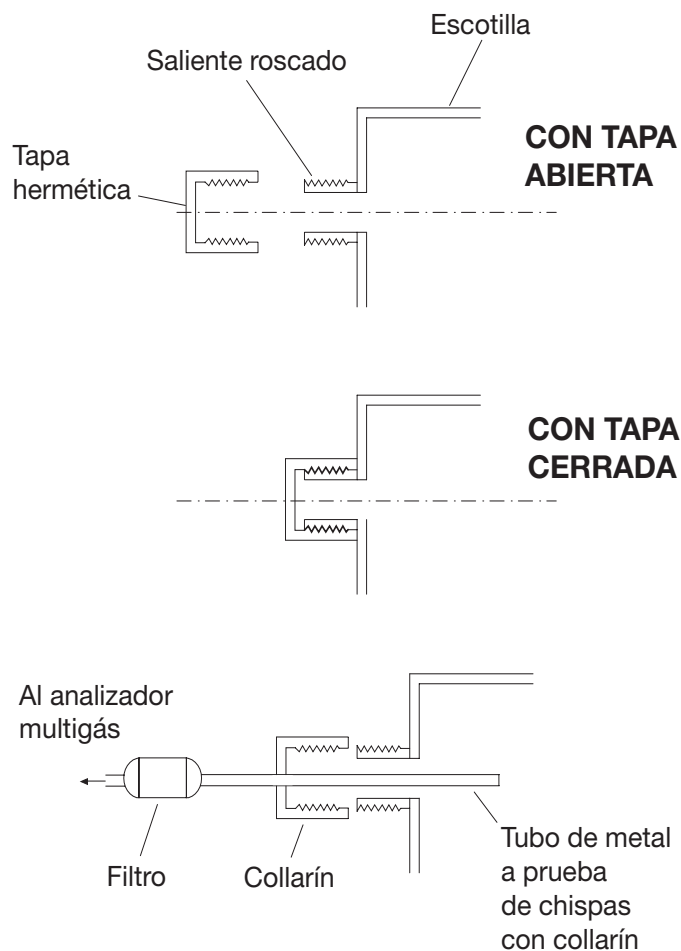 Escotilla
Saliente roscado
CON TAPA
ABIERTA
Tapa
hermética
CON TAPA
CERRADA
Al analizador
multigás
Filtro
Collarín
Tubo de metal
a prueba
de chispas
con collarín